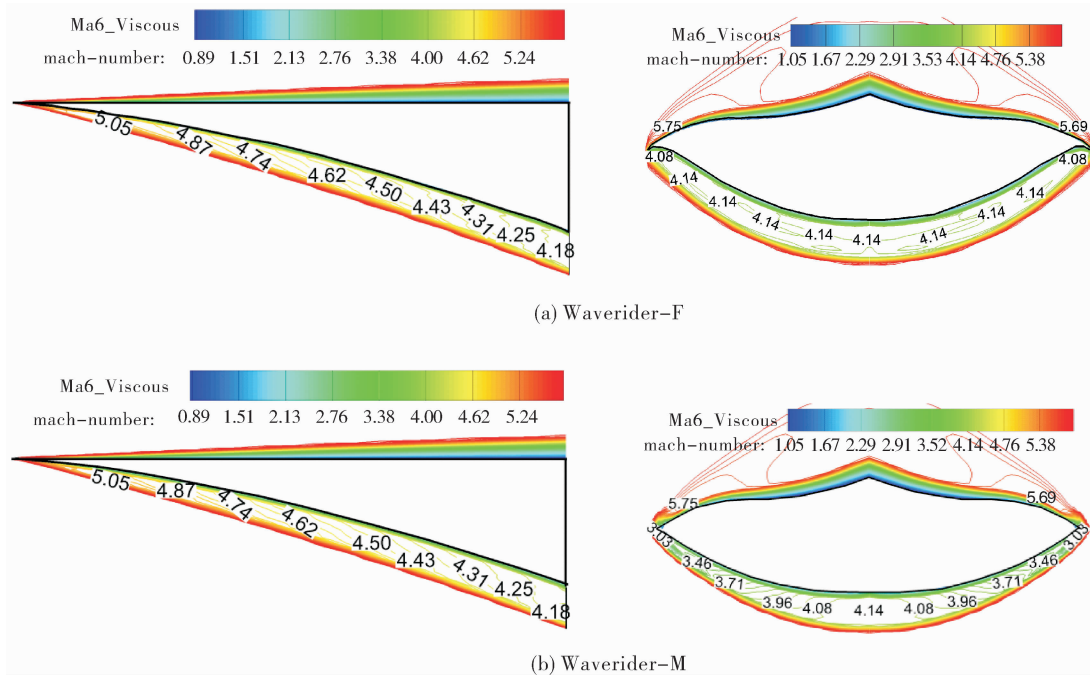 Ma6_Viscous
mach-number: 0.89 1.51 2.13 2.76 3.38 4.00 4.62 5.24
5.05
4.87
4.74
4.62
4.50
4.43
4.31
4.25
4.18
Ma6_Viscous
mach-number: 1.05 1.67 2.29 2.91 3.53 4.14 4.76 5.38
5.75 5.69
4.08 4.08
4.14 4.14
4.14 4.14
4.14 4.14
4.14 4.14
4.14
(a) Waverider-F
Ma6_Viscous
mach-number: 0.89 1.51 2.13 2.76 3.38 4.00 4.62 5.24
5.05
4.87
4.74
4.62
4.50
4.43
4.31
4.25
4.18
Ma6_Viscous
mach-number: 1.05 1.67 2.29 2.91 3.52 4.14 4.76 5.38
5.75 5.69
3.03 3.03
3.46 3.46
3.71 3.71
3.96 3.96
4.08 4.14 4.08
(b) Waverider-M